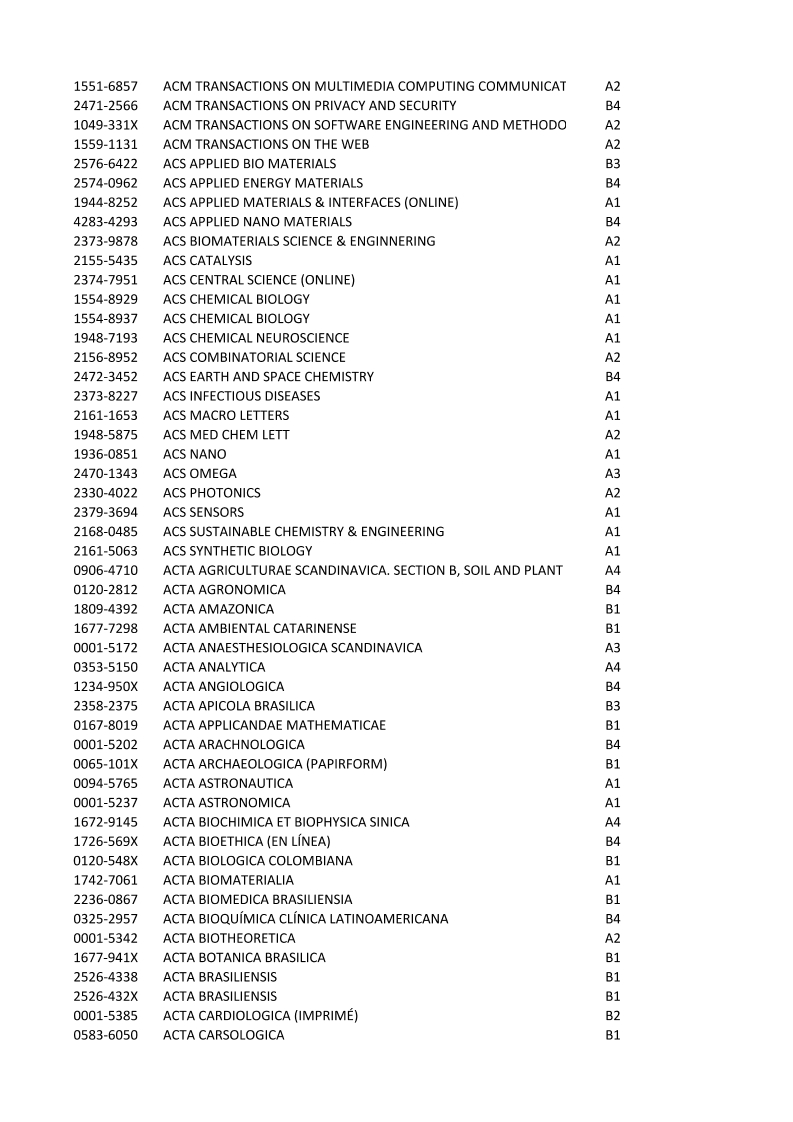 1551-6857 ACM TRANSACTIONS ON MULTIMEDIA COMPUTING COMMUNICAT A2
2471-2566 ACM TRANSACTIONS ON PRIVACY AND SECURITY B4
1049-331X ACM TRANSACTIONS ON SOFTWARE ENGINEERING AND METHODO A2
1559-1131 ACM TRANSACTIONS ON THE WEB A2
2576-6422 ACS APPLIED BIO MATERIALS B3
2574-0962 ACS APPLIED ENERGY MATERIALS B4
1944-8252 ACS APPLIED MATERIALS & INTERFACES (ONLINE) A1
4283-4293 ACS APPLIED NANO MATERIALS B4
2373-9878 ACS BIOMATERIALS SCIENCE & ENGINNERING A2
2155-5435 ACS CATALYSIS A1
2374-7951 ACS CENTRAL SCIENCE (ONLINE) A1
1554-8929 ACS CHEMICAL BIOLOGY A1
1554-8937 ACS CHEMICAL BIOLOGY A1
1948-7193 ACS CHEMICAL NEUROSCIENCE A1
2156-8952 ACS COMBINATORIAL SCIENCE A2
2472-3452 ACS EARTH AND SPACE CHEMISTRY B4
2373-8227 ACS INFECTIOUS DISEASES A1
2161-1653 ACS MACRO LETTERS A1
1948-5875 ACS MED CHEM LETT A2
1936-0851 ACS NANO A1
2470-1343 ACS OMEGA A3
2330-4022 ACS PHOTONICS A2
2379-3694 ACS SENSORS A1
2168-0485 ACS SUSTAINABLE CHEMISTRY & ENGINEERING A1
2161-5063 ACS SYNTHETIC BIOLOGY A1
0906-4710 ACTA AGRICULTURAE SCANDINAVICA. SECTION B, SOIL AND PLANT A4
0120-2812 ACTA AGRONOMICA B4
1809-4392 ACTA AMAZONICA B1
1677-7298 ACTA AMBIENTAL CATARINENSE B1
0001-5172 ACTA ANAESTHESIOLOGICA SCANDINAVICA A3
0353-5150 ACTA ANALYTICA A4
1234-950X ACTA ANGIOLOGICA B4
2358-2375 ACTA APICOLA BRASILICA B3
0167-8019 ACTA APPLICANDAE MATHEMATICAE B1
0001-5202 ACTA ARACHNOLOGICA B4
0065-101X ACTA ARCHAEOLOGICA (PAPIRFORM) B1
0094-5765 ACTA ASTRONAUTICA A1
0001-5237 ACTA ASTRONOMICA A1
1672-9145 ACTA BIOCHIMICA ET BIOPHYSICA SINICA A4
1726-569X ACTA BIOETHICA (EN LÍNEA) B4
0120-548X ACTA BIOLOGICA COLOMBIANA B1
1742-7061 ACTA BIOMATERIALIA A1
2236-0867 ACTA BIOMEDICA BRASILIENSIA B1
0325-2957 ACTA BIOQUÍMICA CLÍNICA LATINOAMERICANA B4
0001-5342 ACTA BIOTHEORETICA A2
1677-941X ACTA BOTANICA BRASILICA B1
2526-4338 ACTA BRASILIENSIS B1
2526-432X ACTA BRASILIENSIS B1
0001-5385 ACTA CARDIOLOGICA (IMPRIMÉ) B2
0583-6050 ACTA CARSOLOGICA B1